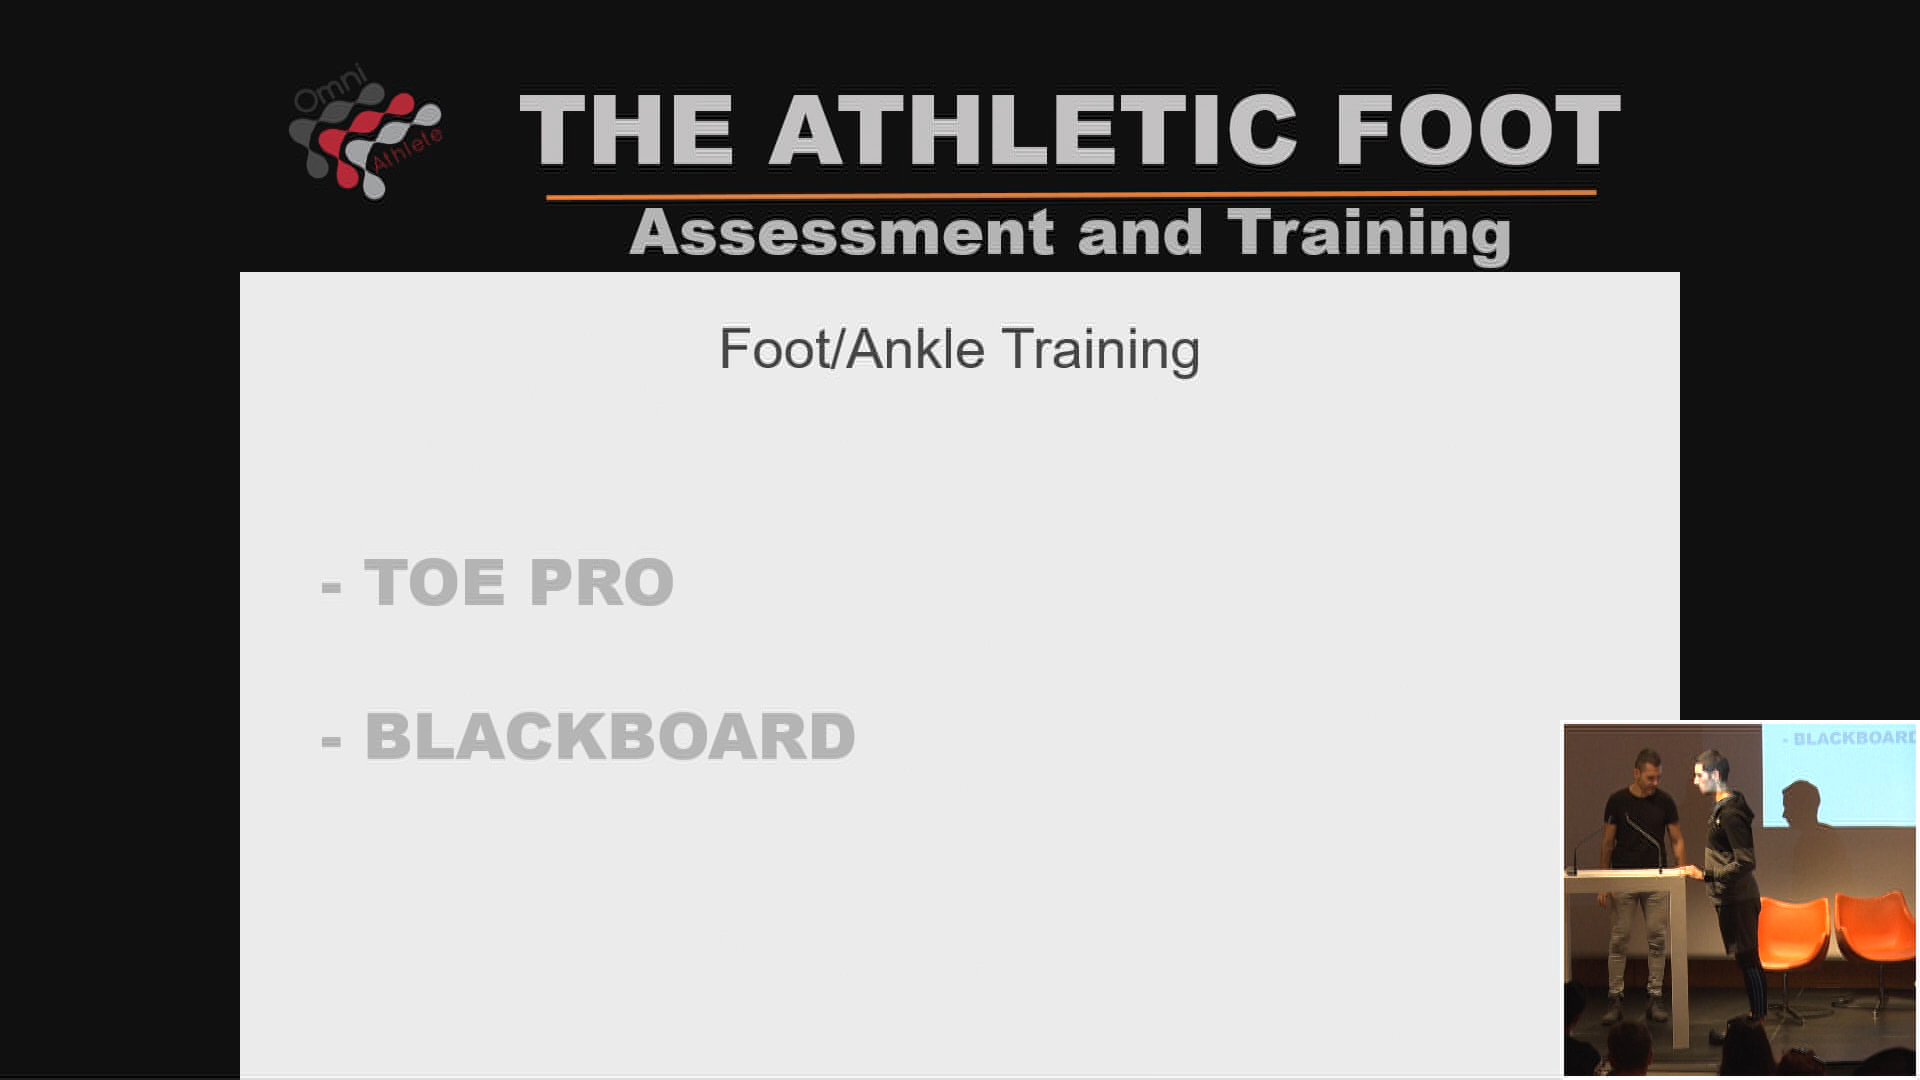 Omni
Athlete
THE ATHLETIC FOOT
Assessment and Training
Foot/Ankle Training
- TOE PRO
- BLACKBOARD
- BLACKBOARD